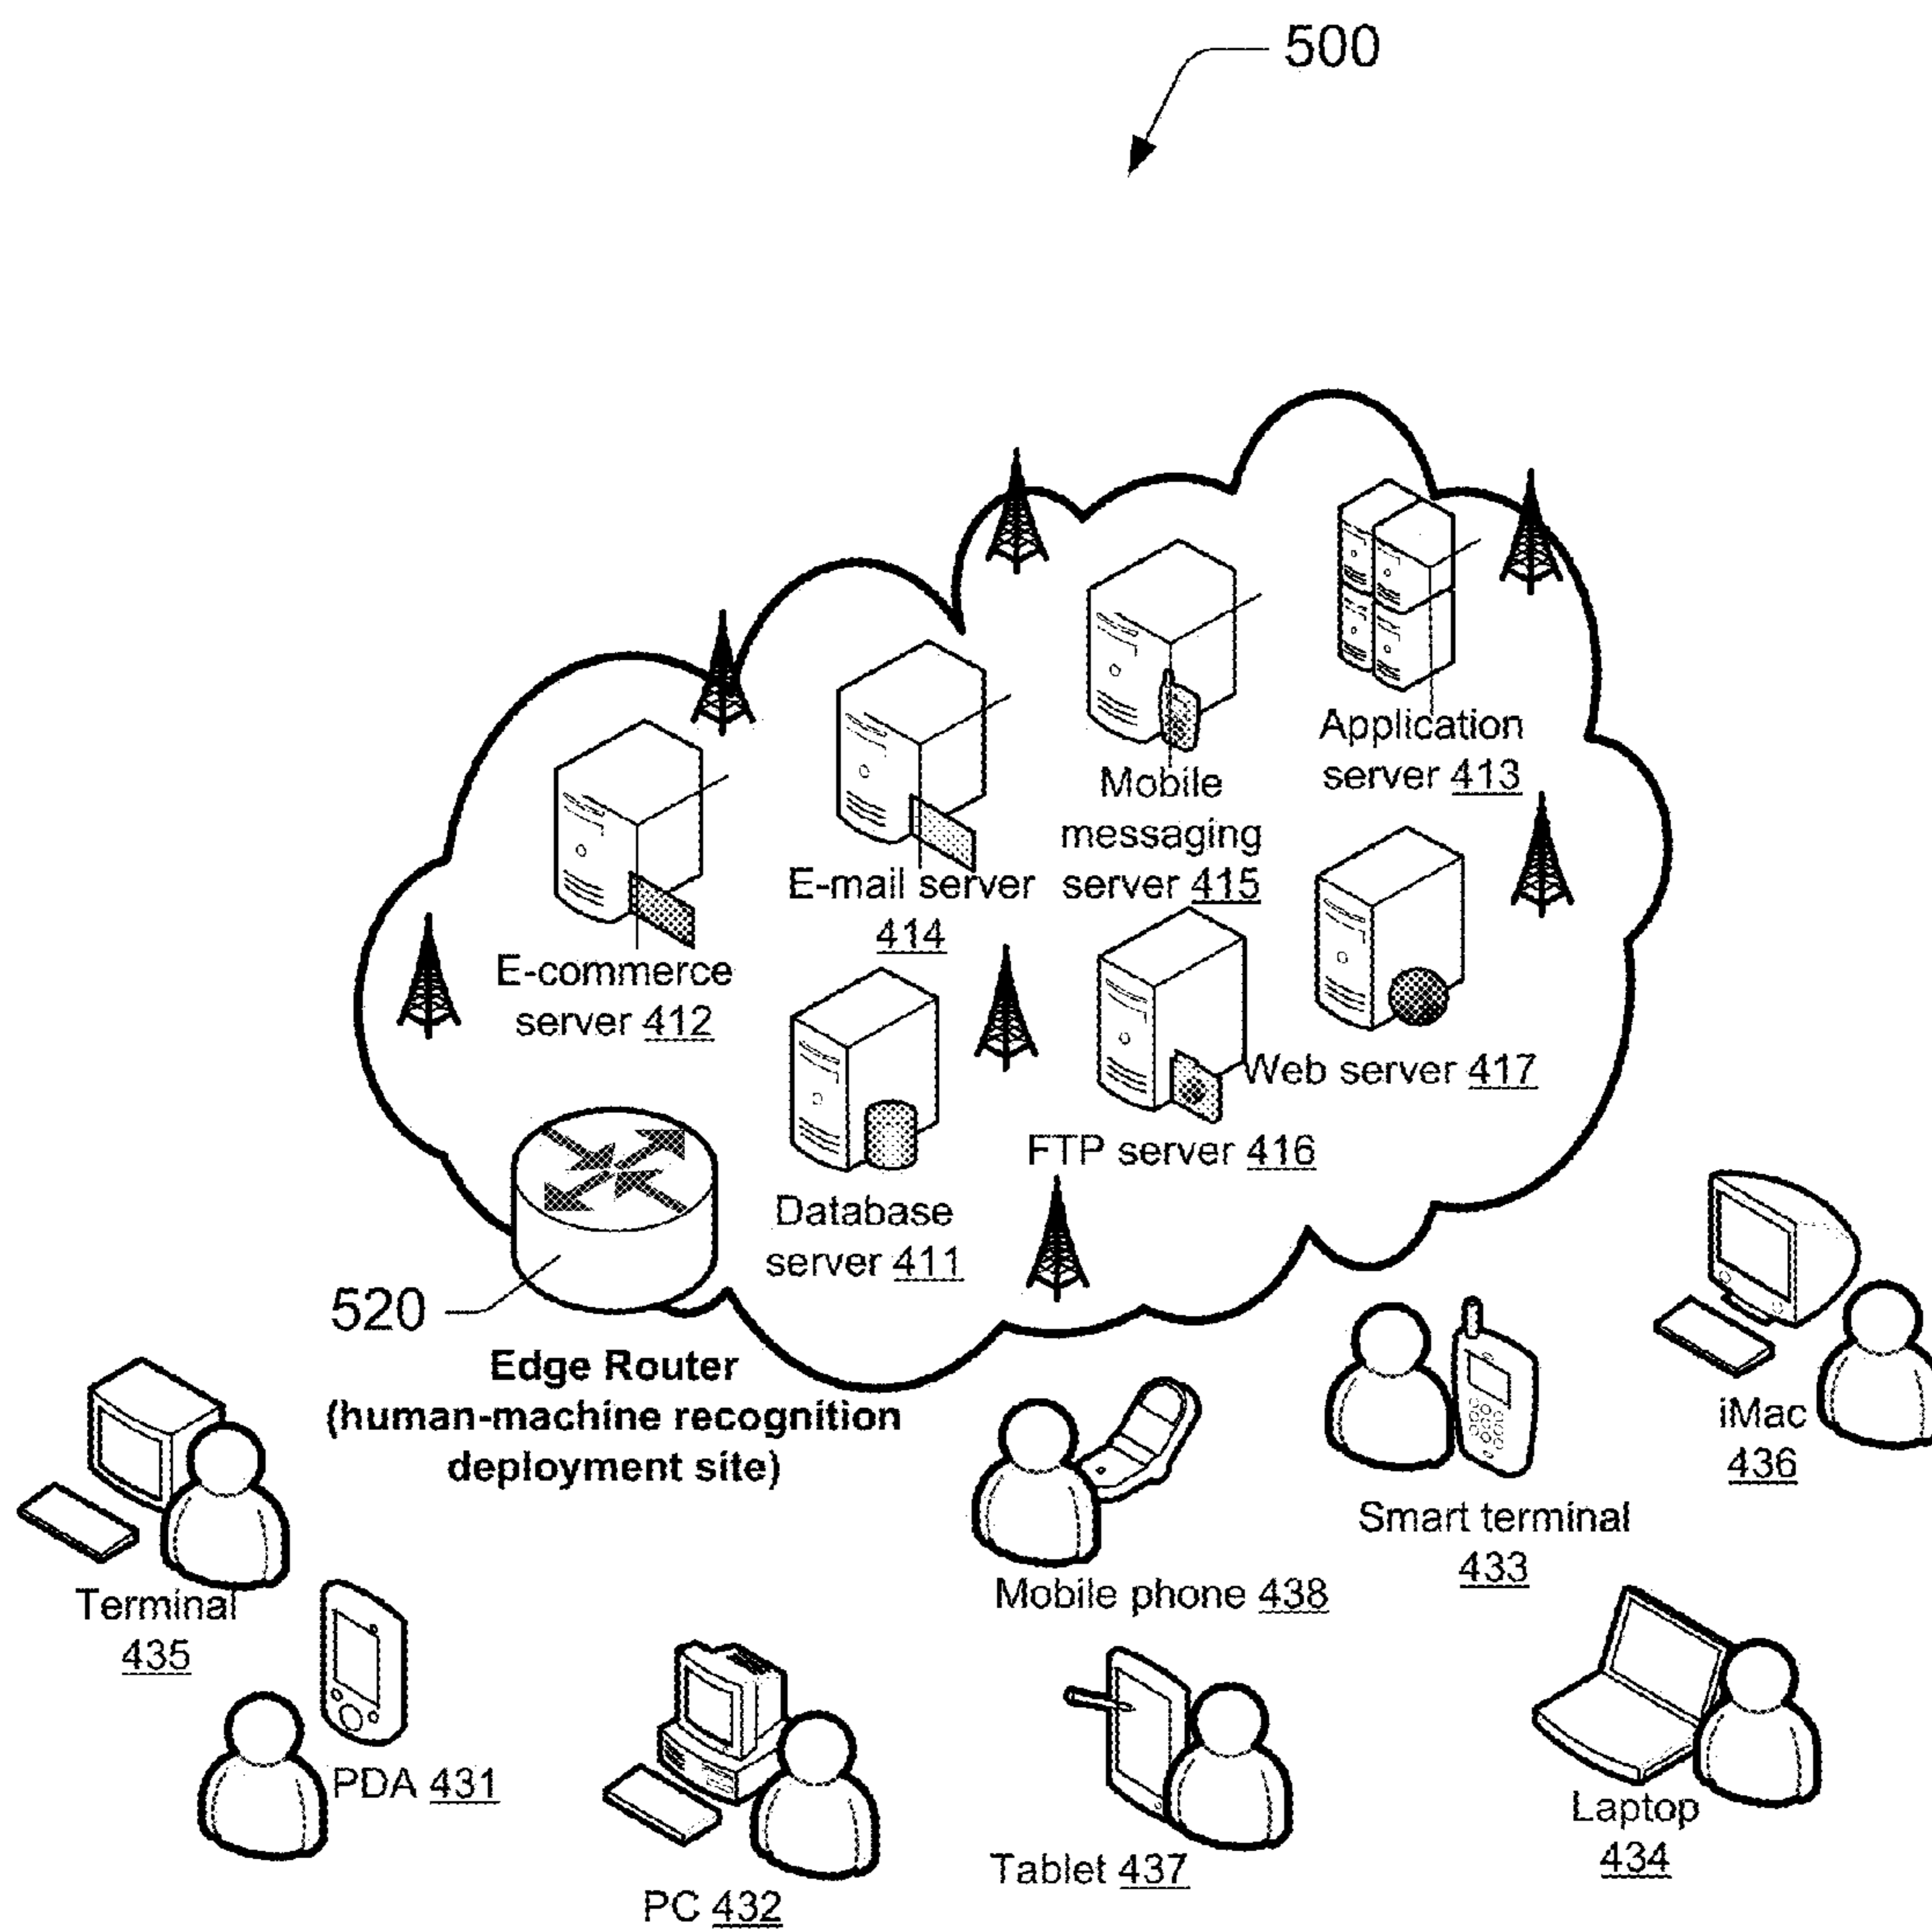 500
Application
server 413
Mobile
messaging
server 415
E-mail server
414
E-commerce
server 412
Web server 417
FTP server 416
Database
server 411
520
Edge Router
(human-machine recognition
deployment site)
iMac
436
Smart terminal
433
Mobile phone 438
Terminal
435
PDA 431
Laptop
434
Tablet 437
PC 432